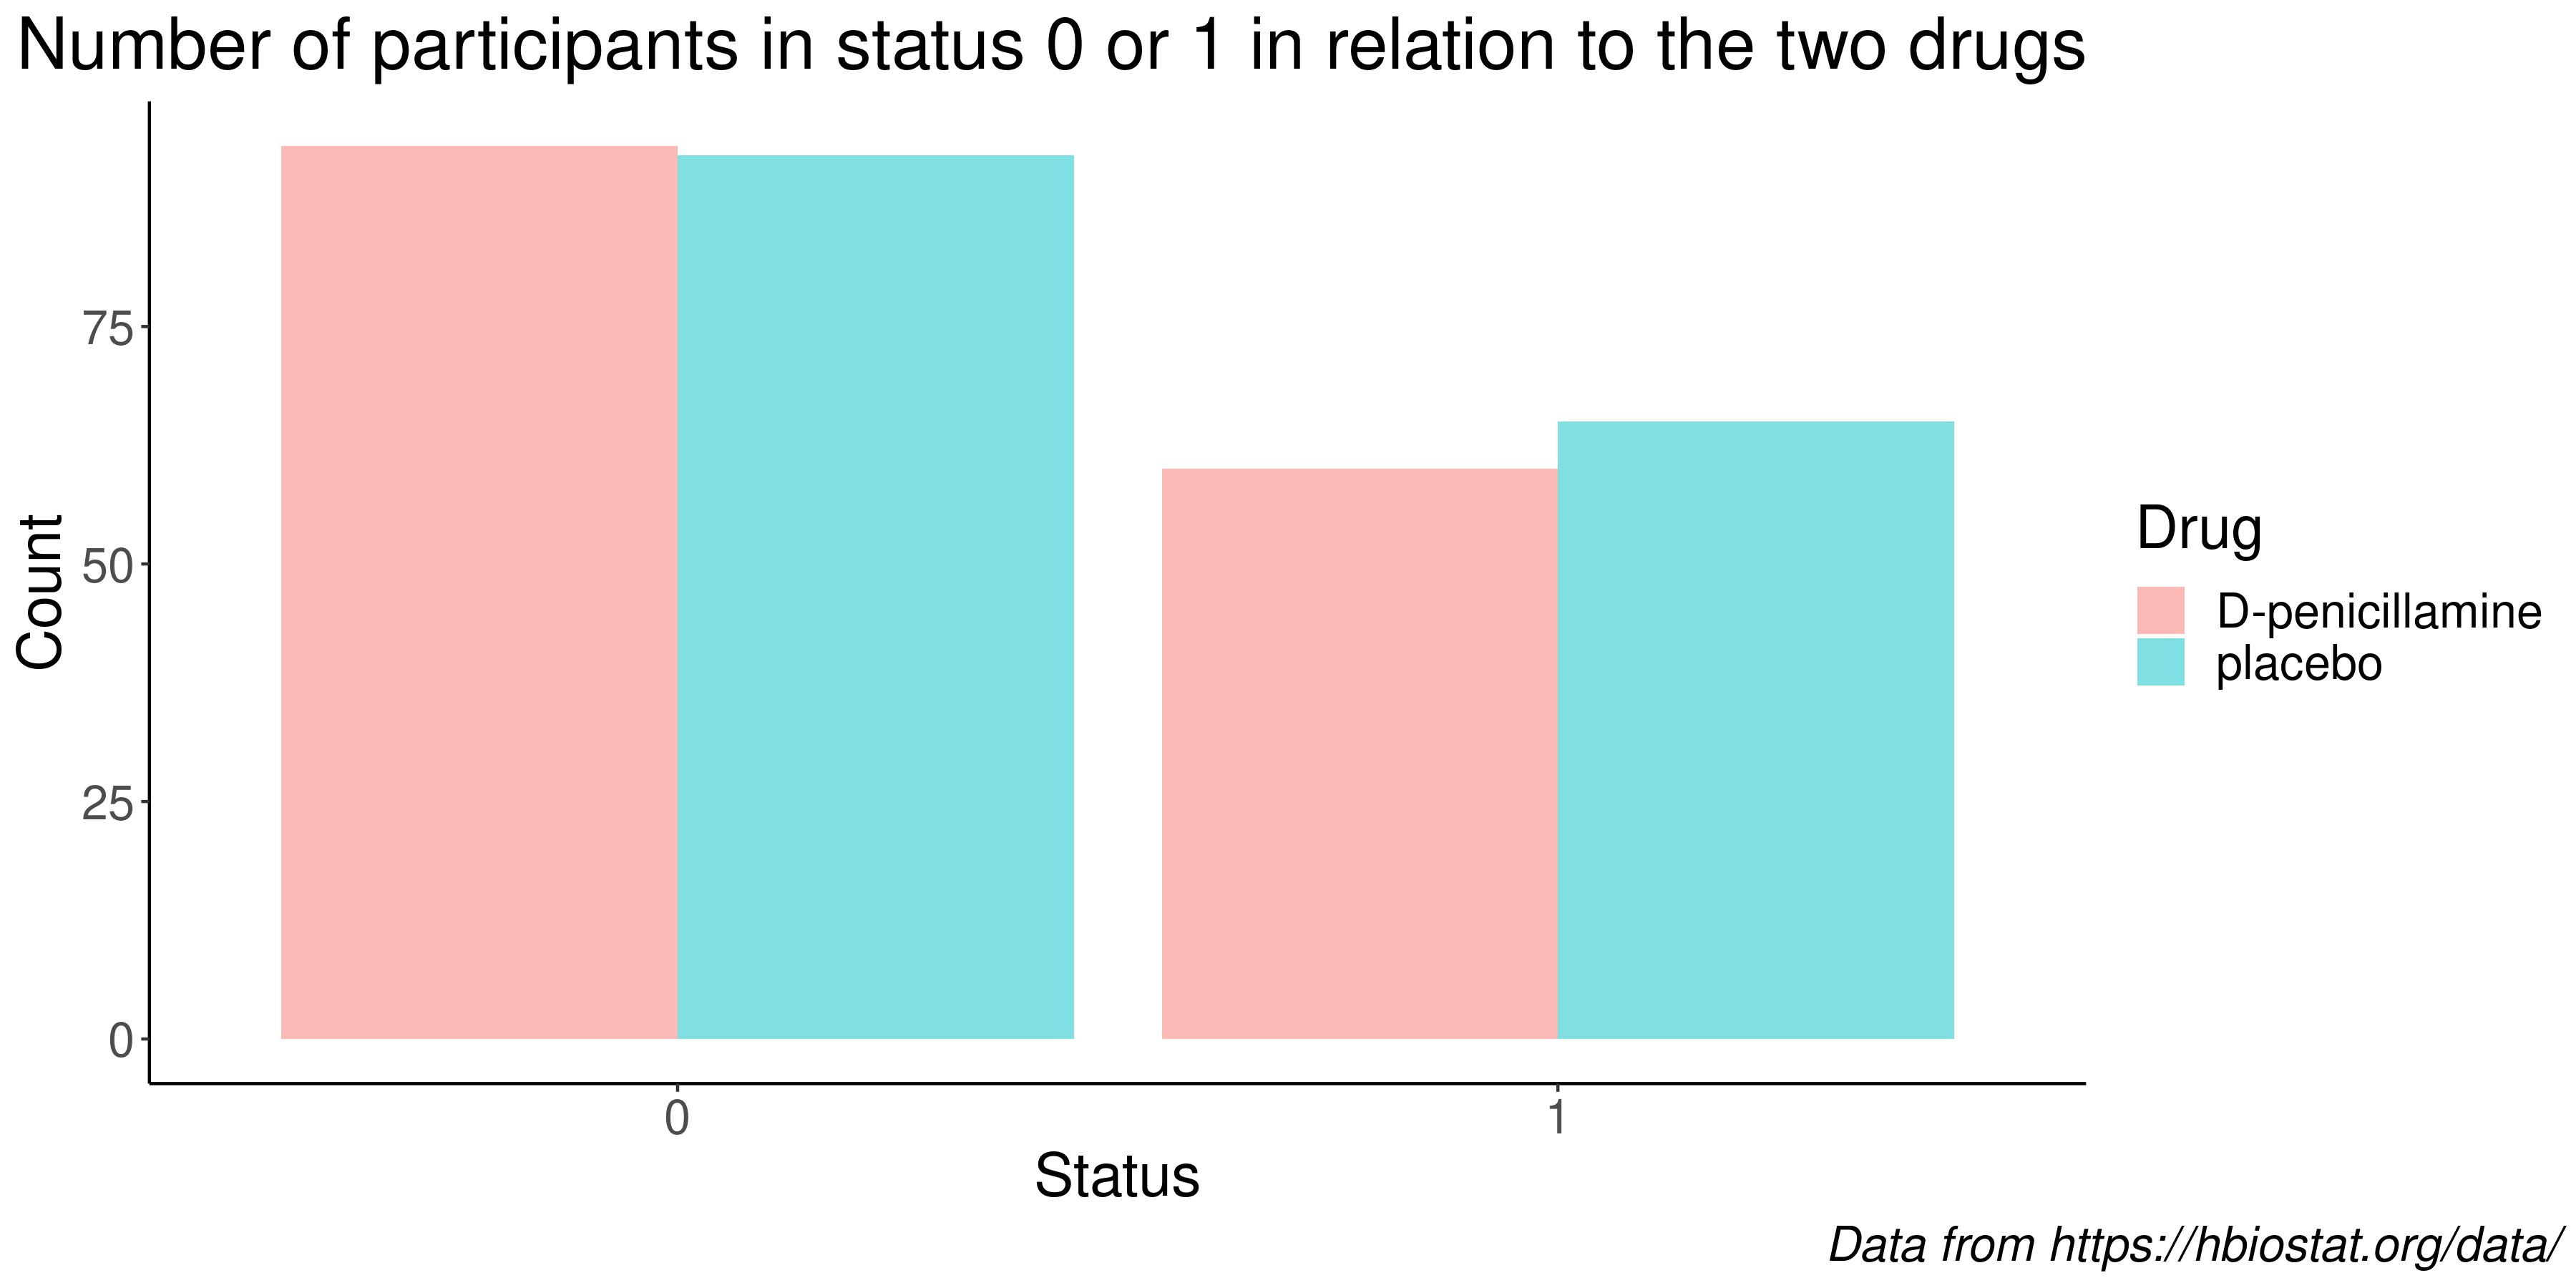 Number of participants in status 0 or 1 in relation to the two drugs
75
50
25
0
Count
0
1
Status
Drug
D-penicillamine
placebo
Data from https://hbiostat.org/data/